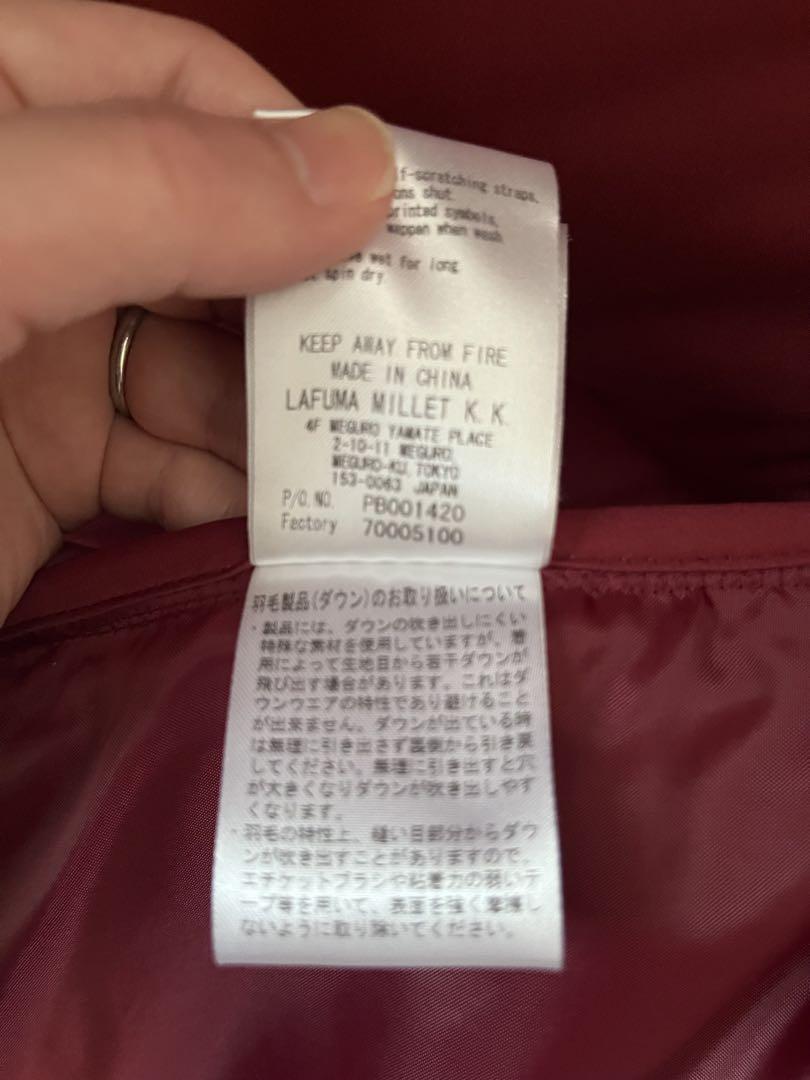 lf-scratching straps,
ons shut.
printed symbols,
wappen when wash
wet for long
spin dry
KEEP AWAY FROM FIRE
MADE IN CHINA
LAFUMA MILLET K.K.
4F MEGURO YAMATE PLACE
2-10-11 MEGURO,
MEGURO-KU, TOKYO
153-0063 JAPAN
P/O.NO. PB001420
Factory 70005100
羽毛製品(ダウン)のお取り扱いについて
・製品には、ダウンの吹き出しにくい
特殊な素材を使用していますが、着
用によって生地目から若干ダウンが
飛び出す場合があります。これはダ
ウンウエアの特性であり避けること
が出来ません。ダウンが出ている時
は無理に引き出さず裏側から引き戻
してください。無理に引き出すと穴
が大きくなりダウンが吹き出しやす
くなります。
・羽毛の特性上、縫い目部分からダウ
ンが吹き出すことがありますので、
エチケットブラシや粘着力の弱いテ
ープ等を用いて、表面を強く摩擦し
ないように取り除いてください。